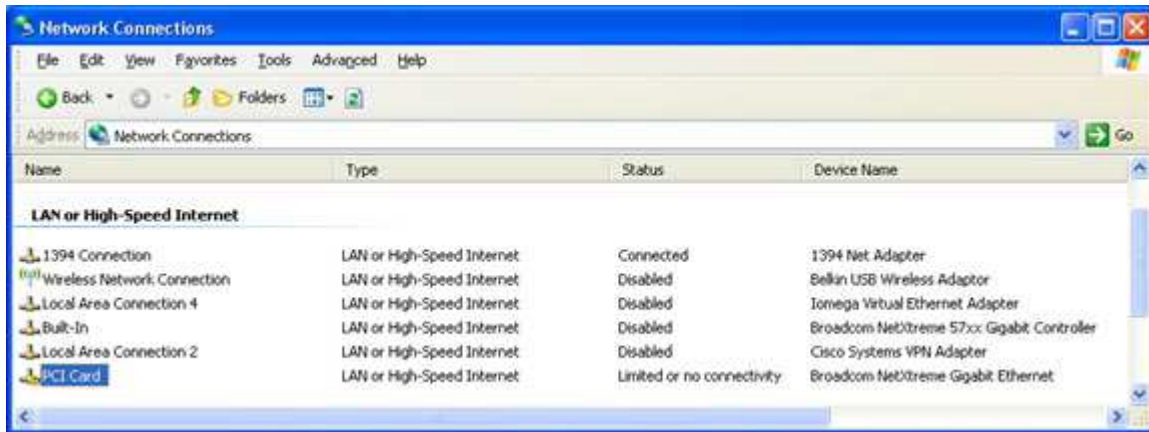 Network Connections
File Edit View Favorites Tools Advanced Help
Back Folders
Address Network Connections Go
Name Type Status Device Name
LAN or High-Speed Internet
1394 Connection LAN or High-Speed Internet Connected 1394 Net Adapter
Wireless Network Connection LAN or High-Speed Internet Disabled Belkin USB Wireless Adaptor
Local Area Connection 4 LAN or High-Speed Internet Disabled Iomega Virtual Ethernet Adapter
Built-In LAN or High-Speed Internet Disabled Broadcom NetXtreme 57xx Gigabit Controller
Local Area Connection 2 LAN or High-Speed Internet Disabled Cisco Systems VPN Adapter
PCI Card LAN or High-Speed Internet Limited or no connectivity Broadcom NetXtreme Gigabit Ethernet